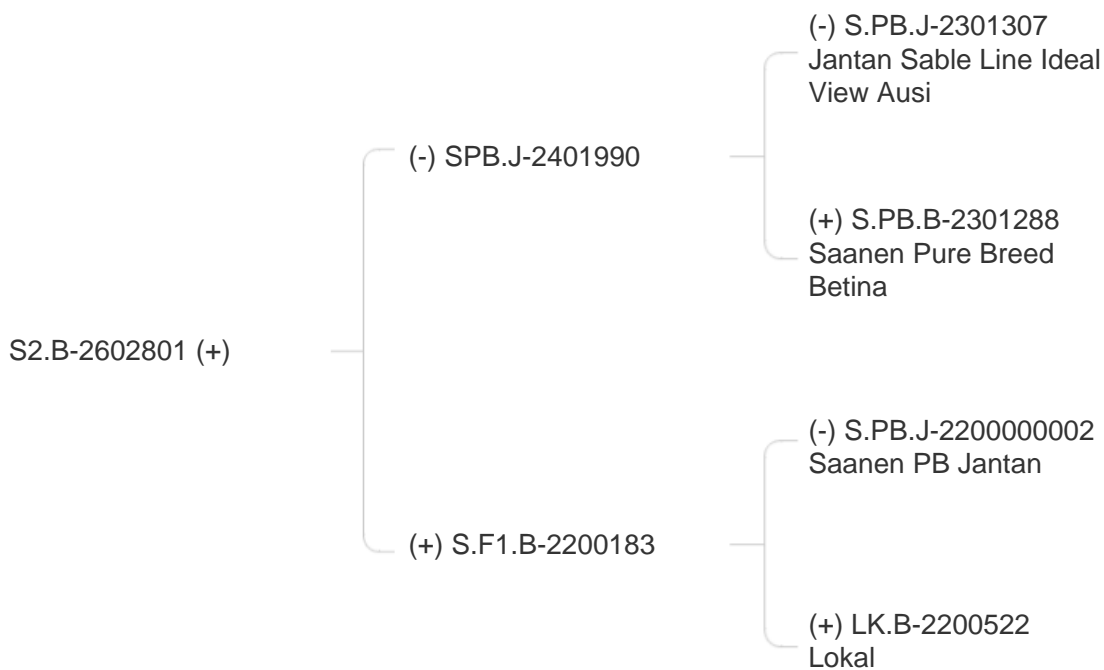 (-) S.PB.J-2301307
Jantan Sable Line Ideal
View Ausi
(-) SPB.J-2401990
(+) S.PB.B-2301288
Saanen Pure Breed
Betina
S2.B-2602801 (+)
(-) S.PB.J-2200000002
Saanen PB Jantan
(+) S.F1.B-2200183
(+) LK.B-2200522
Lokal